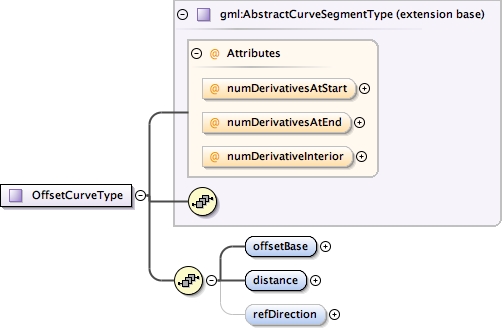 gml:AbstractCurveSegmentType (extension base)
@ Attributes
@ numDerivativesAtStart
@ numDerivativesAtEnd
@ numDerivativeInterior
OffsetCurveType
offsetBase
distance
refDirection